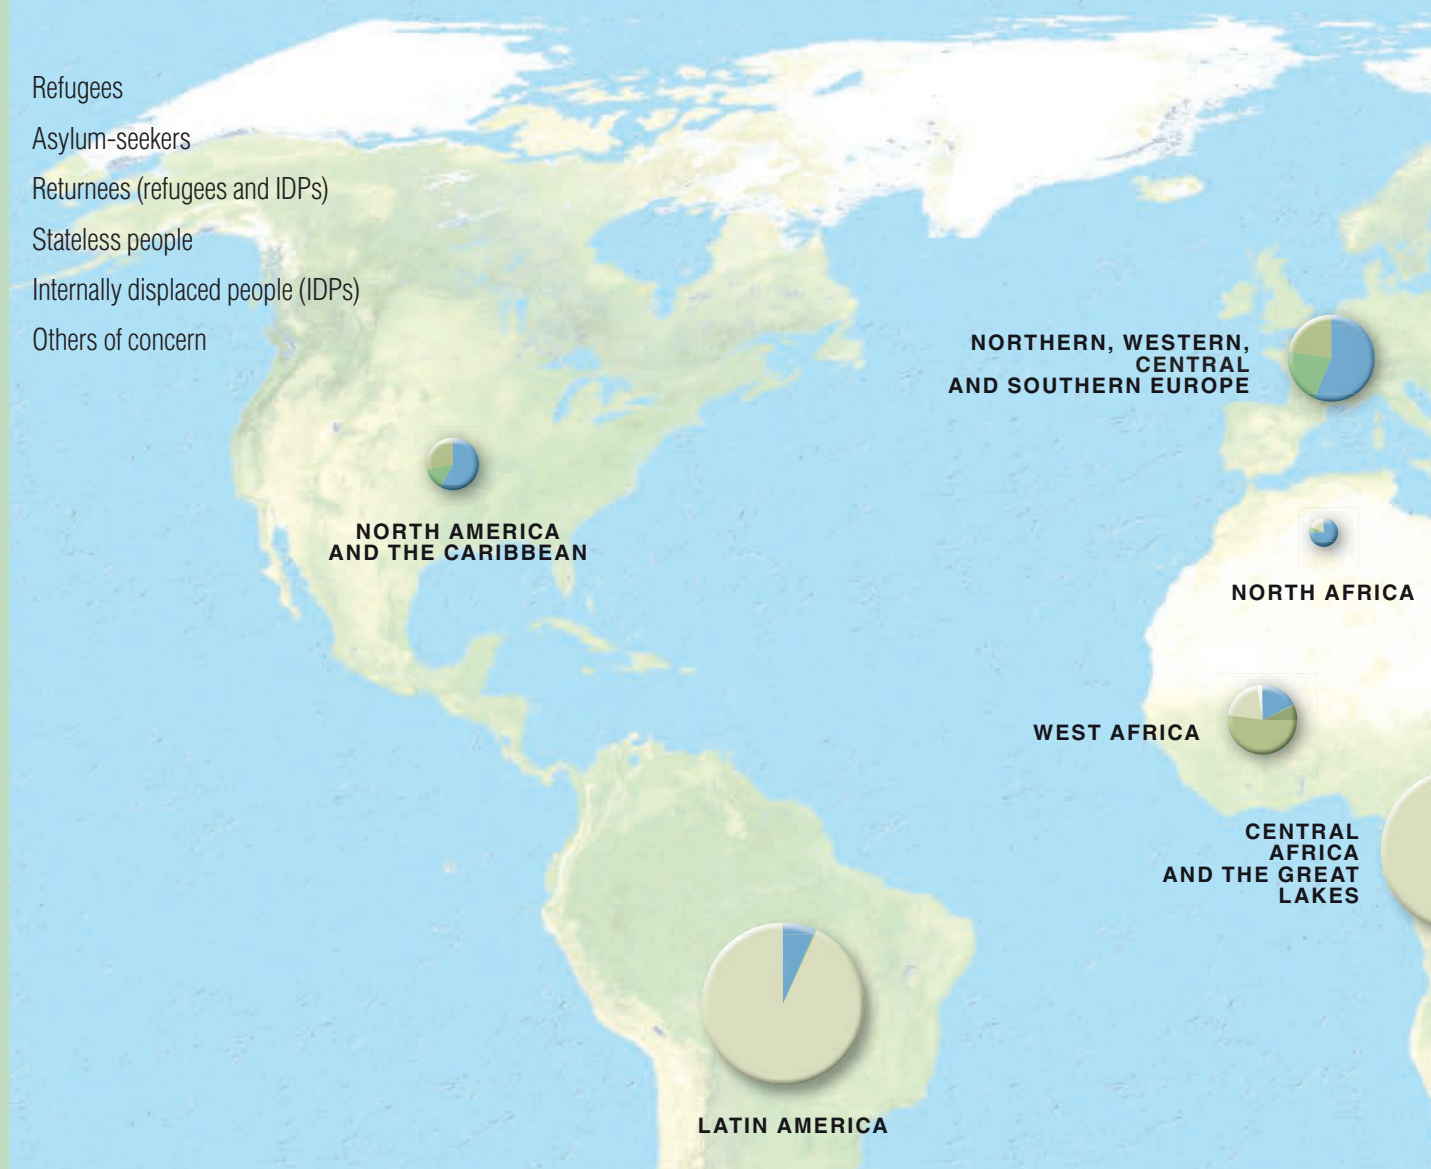 Refugees
Asylum-seekers
Returnees (refugees and IDPs)
Stateless people
Internally displaced people (IDPs)
Others of concern
NORTHERN, WESTERN,
CENTRAL
AND SOUTHERN EUROPE
NORTH AMERICA
AND THE CARIBBEAN
NORTH AFRICA
WEST AFRICA
CENTRAL
AFRICA
AND THE GREAT
LAKES
LATIN AMERICA